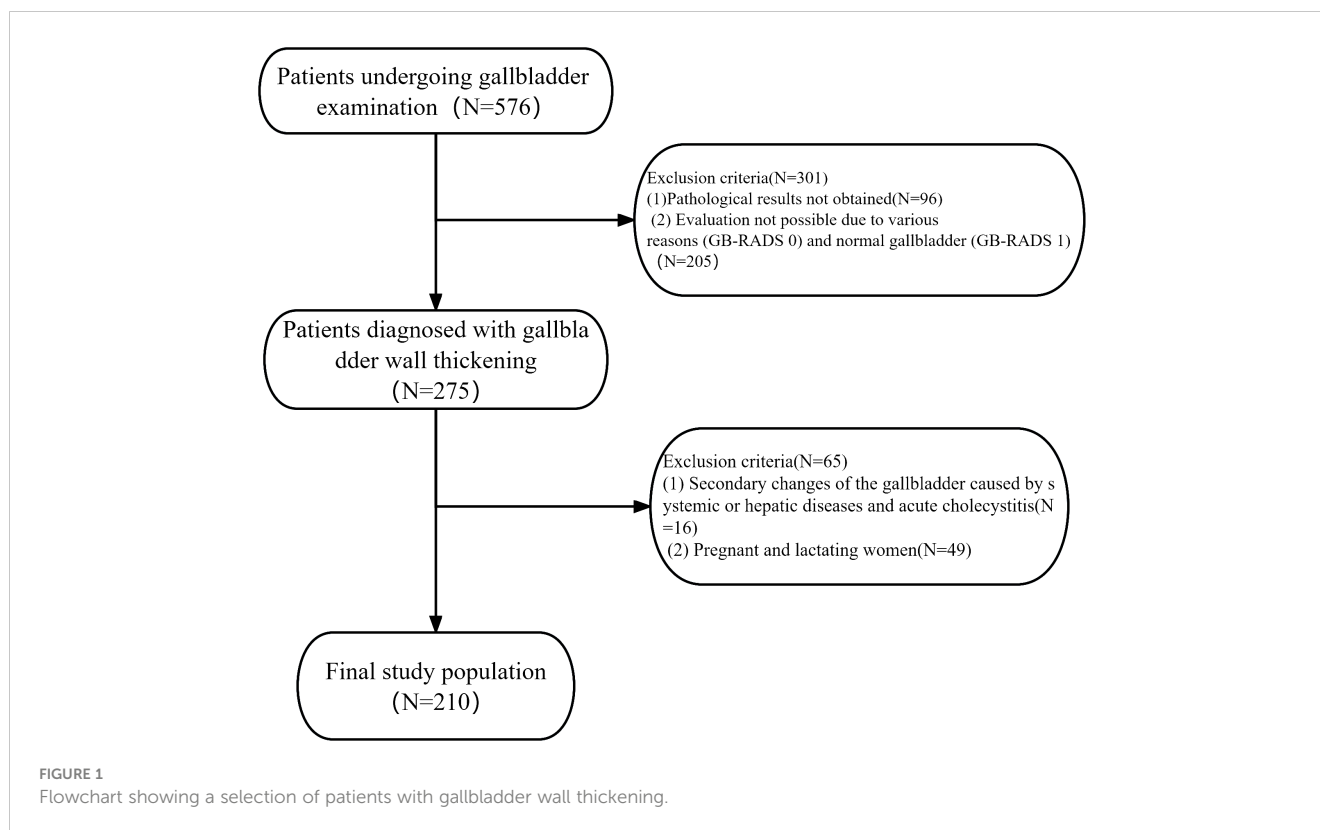 Patients undergoing gallbladder
examination（N=576）
Exclusion criteria(N=301)
(1)Pathological results not obtained(N=96)
(2) Evaluation not possible due to various
reasons (GB-RADS 0) and normal gallbladder (GB-RADS 1)
（N=205）
Patients diagnosed with gallbla
dder wall thickening
（N=275）
Exclusion criteria(N=65)
(1) Secondary changes of the gallbladder caused by s
ystemic or hepatic diseases and acute cholecystitis(N
=16)
(2) Pregnant and lactating women(N=49)
Final study population
（N=210）
FIGURE 1
Flowchart showing a selection of patients with gallbladder wall thickening.